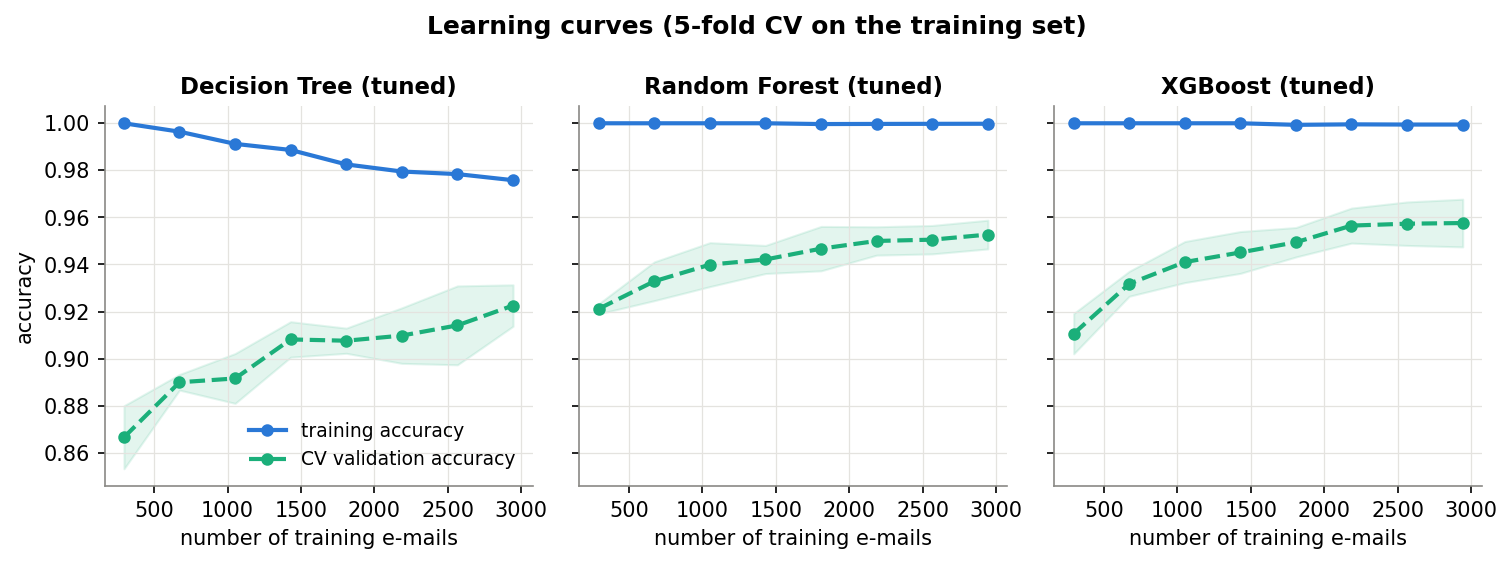 Learning curves (5-fold CV on the training set)
Decision Tree (tuned)
Random Forest (tuned)
XGBoost (tuned)
accuracy
1.00
0.98
0.96
0.94
0.92
0.90
0.88
0.86
training accuracy
CV validation accuracy
500 1000 1500 2000 2500 3000
500 1000 1500 2000 2500 3000
500 1000 1500 2000 2500 3000
number of training e-mails
number of training e-mails
number of training e-mails